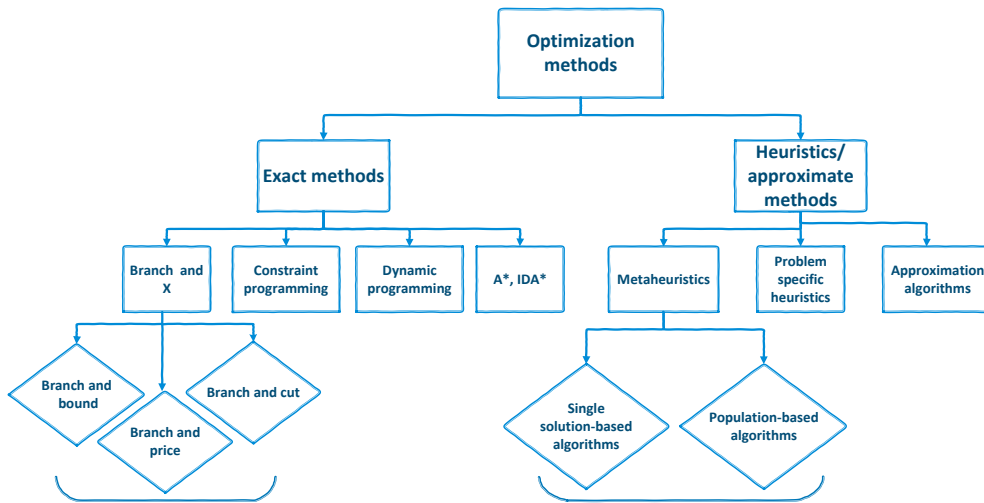 Optimization
methods
Exact methods
Heuristics/
approximate
methods
Branch and
X
Constraint
programming
Dynamic
programming
A*, IDA*
Metaheuristics
Problem
specific
heuristics
Approximation
algorithms
Branch and
bound
Branch and
price
Branch and cut
Single
solution-based
algorithms
Population-based
algorithms